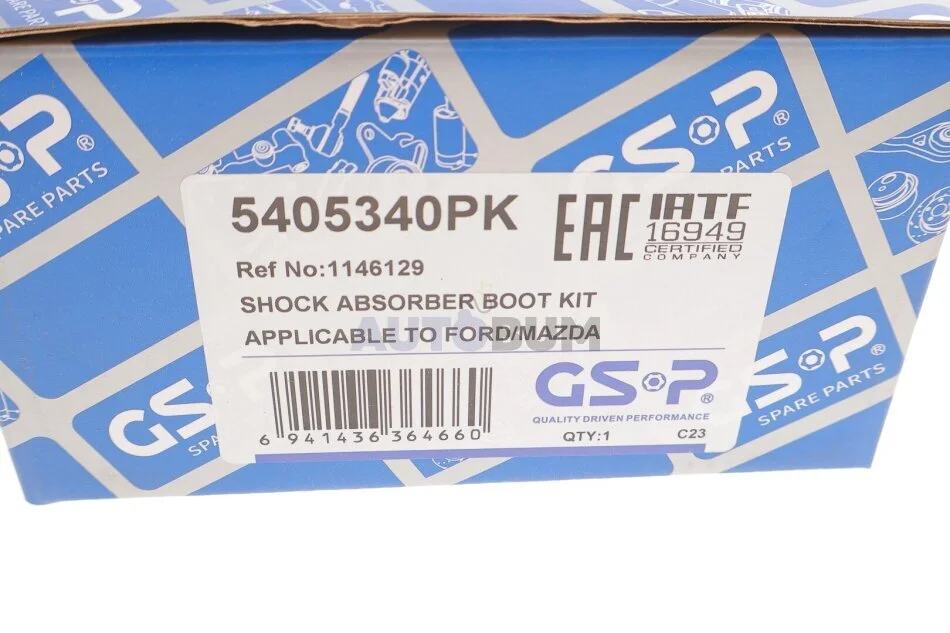 GS-P®
SPARE PARTS
GS-P®
SPARE PARTS
5405340PK
EAC
IATF
16949
CERTIFIED
COMPANY
Ref No:1146129
SHOCK ABSORBER BOOT KIT
APPLICABLE TO FORD/MAZDA
AUTODUM
GS-P®
QUALITY DRIVEN PERFORMANCE
6 941436 364660
QTY:1
C23
GS-P®
SPARE PARTS